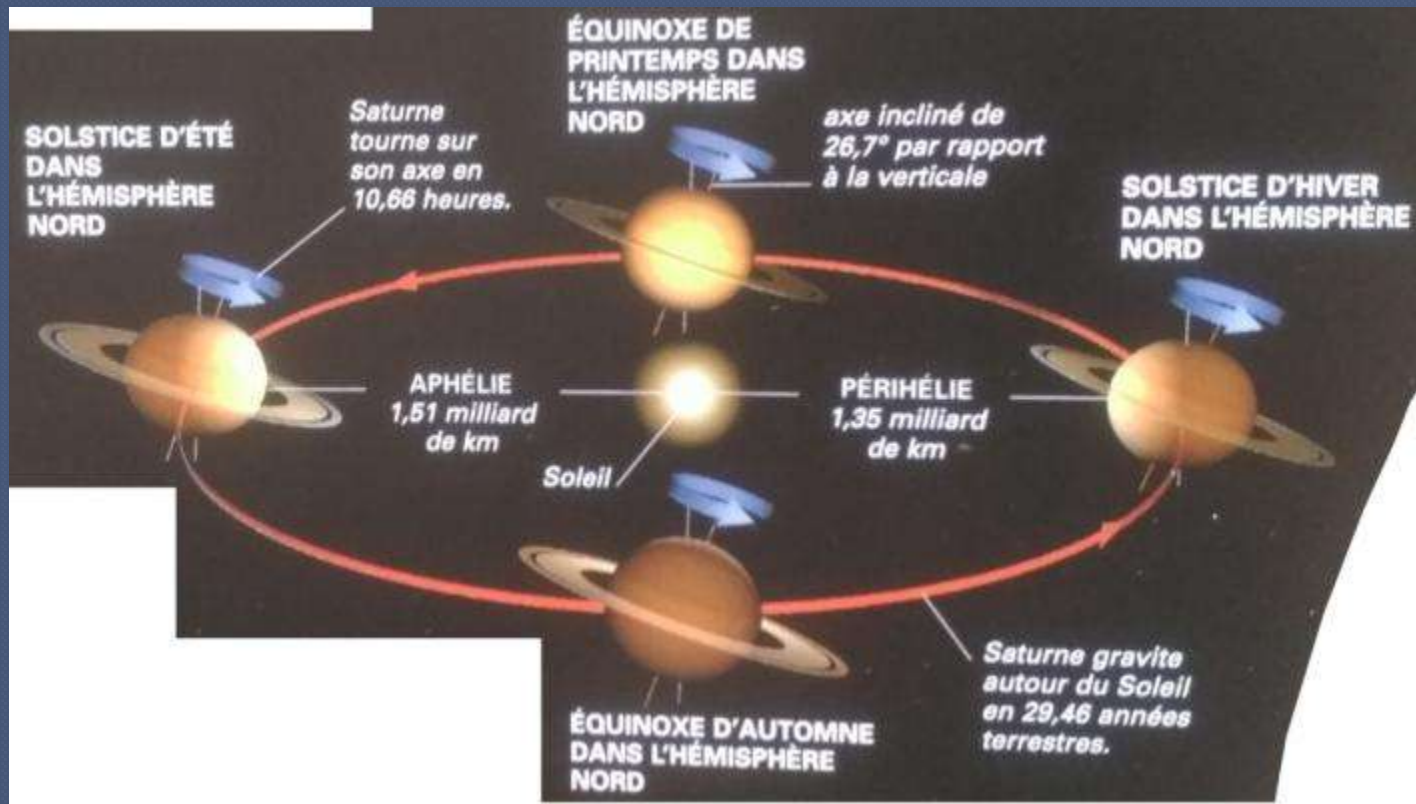 ÉQUINOXE DE
PRINTEMPS DANS
L'HÉMISPHÈRE
NORD
SOLSTICE D'ÉTÉ
DANS
L'HÉMISPHÈRE
NORD
Saturne
tourne sur
son axe en
10,66 heures.
axe incliné de
26,7° par rapport
à la verticale
SOLSTICE D'HIVER
DANS L'HÉMISPHÈRE
NORD
APHÉLIE
1,51 milliard
de km
PÉRIHÉLIE
1,35 milliard
de km
Soleil
Saturne gravite
autour du Soleil
en 29,46 années
terrestres.
ÉQUINOXE D'AUTOMNE
DANS L'HÉMISPHÈRE
NORD